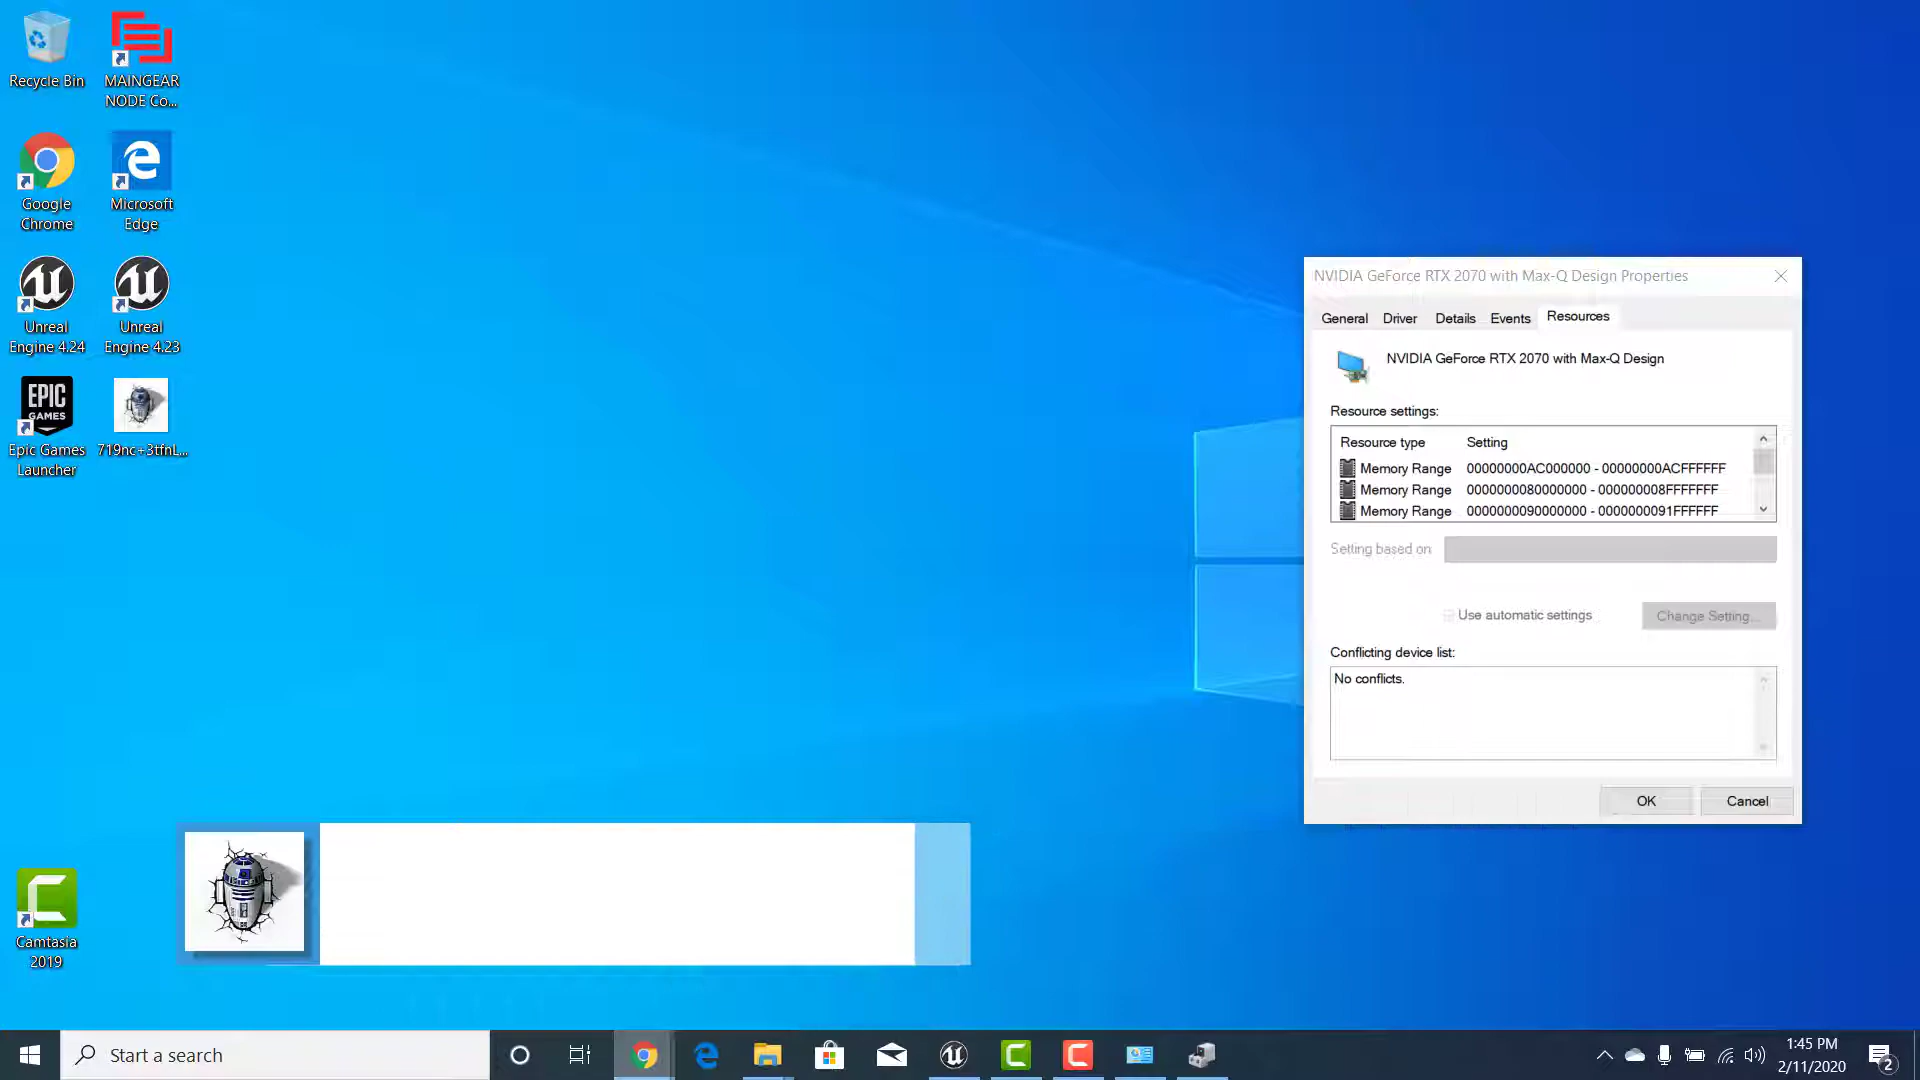 Recycle Bin
MAINGEAR
NODE Co...
Google
Chrome
Microsoft
Edge
Unreal
Engine 4.24
Unreal
Engine 4.23
EPIC
GAMES
Epic Games
Launcher
719nc+3tfnL...
Camtasia
2019
NVIDIA GeForce RTX 2070 with Max-Q Design Properties
General Driver Details Events Resources
NVIDIA GeForce RTX 2070 with Max-Q Design
Resource settings:
Resource type Setting
Memory Range 00000000AC000000 - 00000000ACFFFFFF
Memory Range 0000000080000000 - 000000008FFFFFFF
Memory Range 0000000090000000 - 0000000091FFFFFF
Setting based on:
Use automatic settings Change Setting...
Conflicting device list:
No conflicts.
OK Cancel
Start a search
1:45 PM
2/11/2020
2